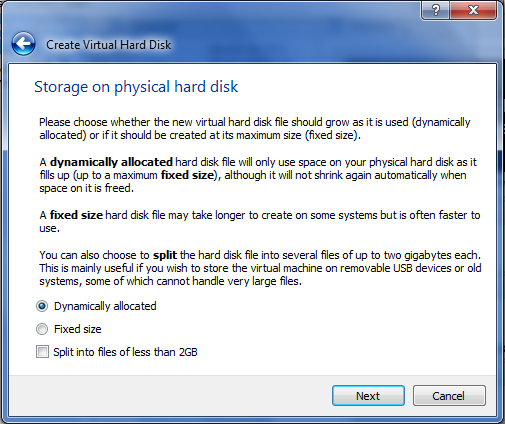 ?
Create Virtual Hard Disk
Storage on physical hard disk
Please choose whether the new virtual hard disk file should grow as it is used (dynamically
allocated) or if it should be created at its maximum size (fixed size).
A dynamically allocated hard disk file will only use space on your physical hard disk as it
fills up (up to a maximum fixed size), although it will not shrink again automatically when
space on it is freed.
A fixed size hard disk file may take longer to create on some systems but is often faster to
use.
You can also choose to split the hard disk file into several files of up to two gigabytes each.
This is mainly useful if you wish to store the virtual machine on removable USB devices or old
systems, some of which cannot handle very large files.
Dynamically allocated
Fixed size
Split into files of less than 2GB
Next
Cancel